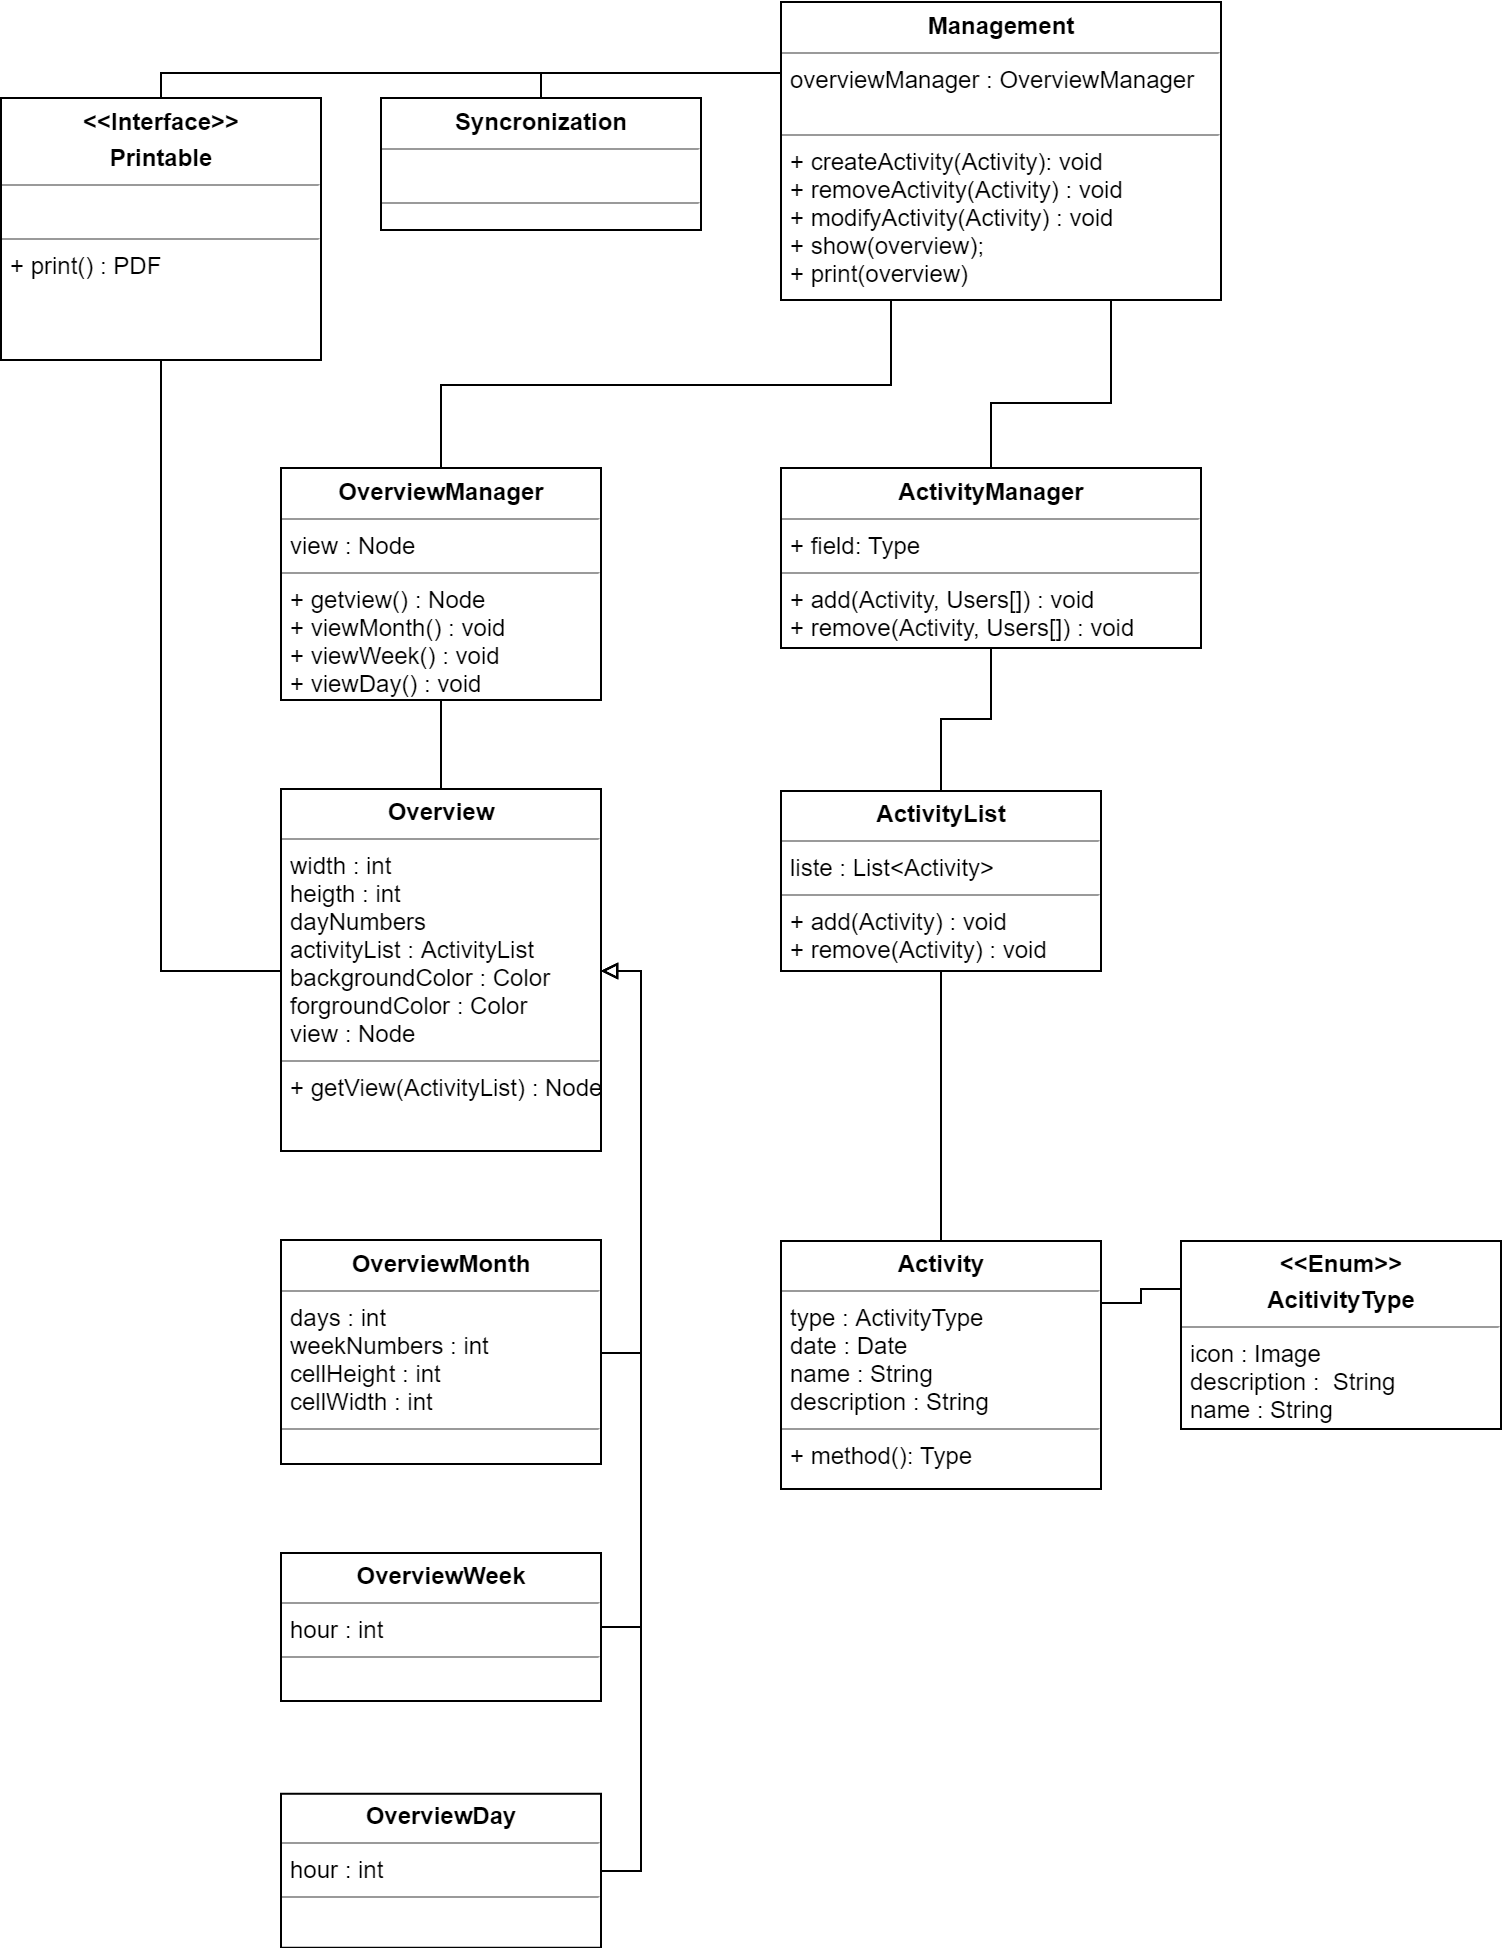 Management
overviewManager : OverviewManager
+ createActivity(Activity): void
+ removeActivity(Activity) : void
+ modifyActivity(Activity) : void
+ show(overview);
+ print(overview)
<<Interface>>
Printable
+ print() : PDF
Syncronization
OverviewManager
view : Node
+ getview() : Node
+ viewMonth() : void
+ viewWeek() : void
+ viewDay() : void
ActivityManager
+ field: Type
+ add(Activity, Users[]) : void
+ remove(Activity, Users[]) : void
Overview
width : int
heigth : int
dayNumbers
activityList : ActivityList
backgroundColor : Color
forgroundColor : Color
view : Node
+ getView(ActivityList) : Node
ActivityList
liste : List<Activity>
+ add(Activity) : void
+ remove(Activity) : void
OverviewMonth
days : int
weekNumbers : int
cellHeight : int
cellWidth : int
Activity
type : ActivityType
date : Date
name : String
description : String
+ method(): Type
<<Enum>>
AcitivityType
icon : Image
description :  String
name : String
OverviewWeek
hour : int
OverviewDay
hour : int